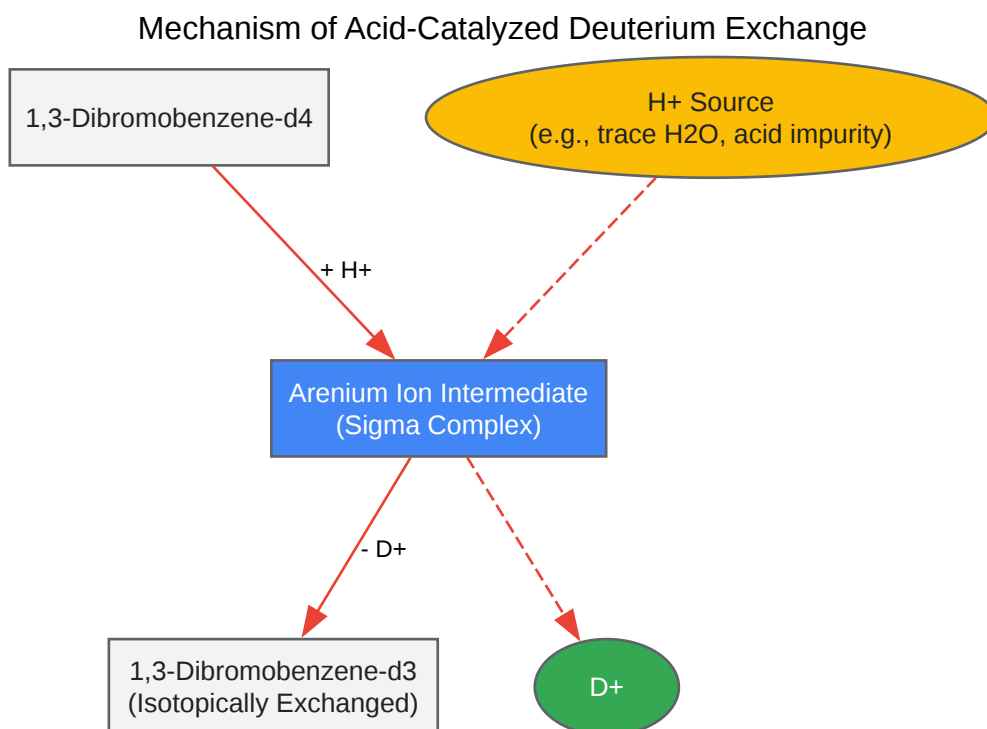 Mechanism of Acid-Catalyzed Deuterium Exchange
1,3-Dibromobenzene-d4
H+ Source
(e.g., trace H2O, acid impurity)
+ H+
Arenium Ion Intermediate
(Sigma Complex)
- D+
1,3-Dibromobenzene-d3
(Isotopically Exchanged)
D+